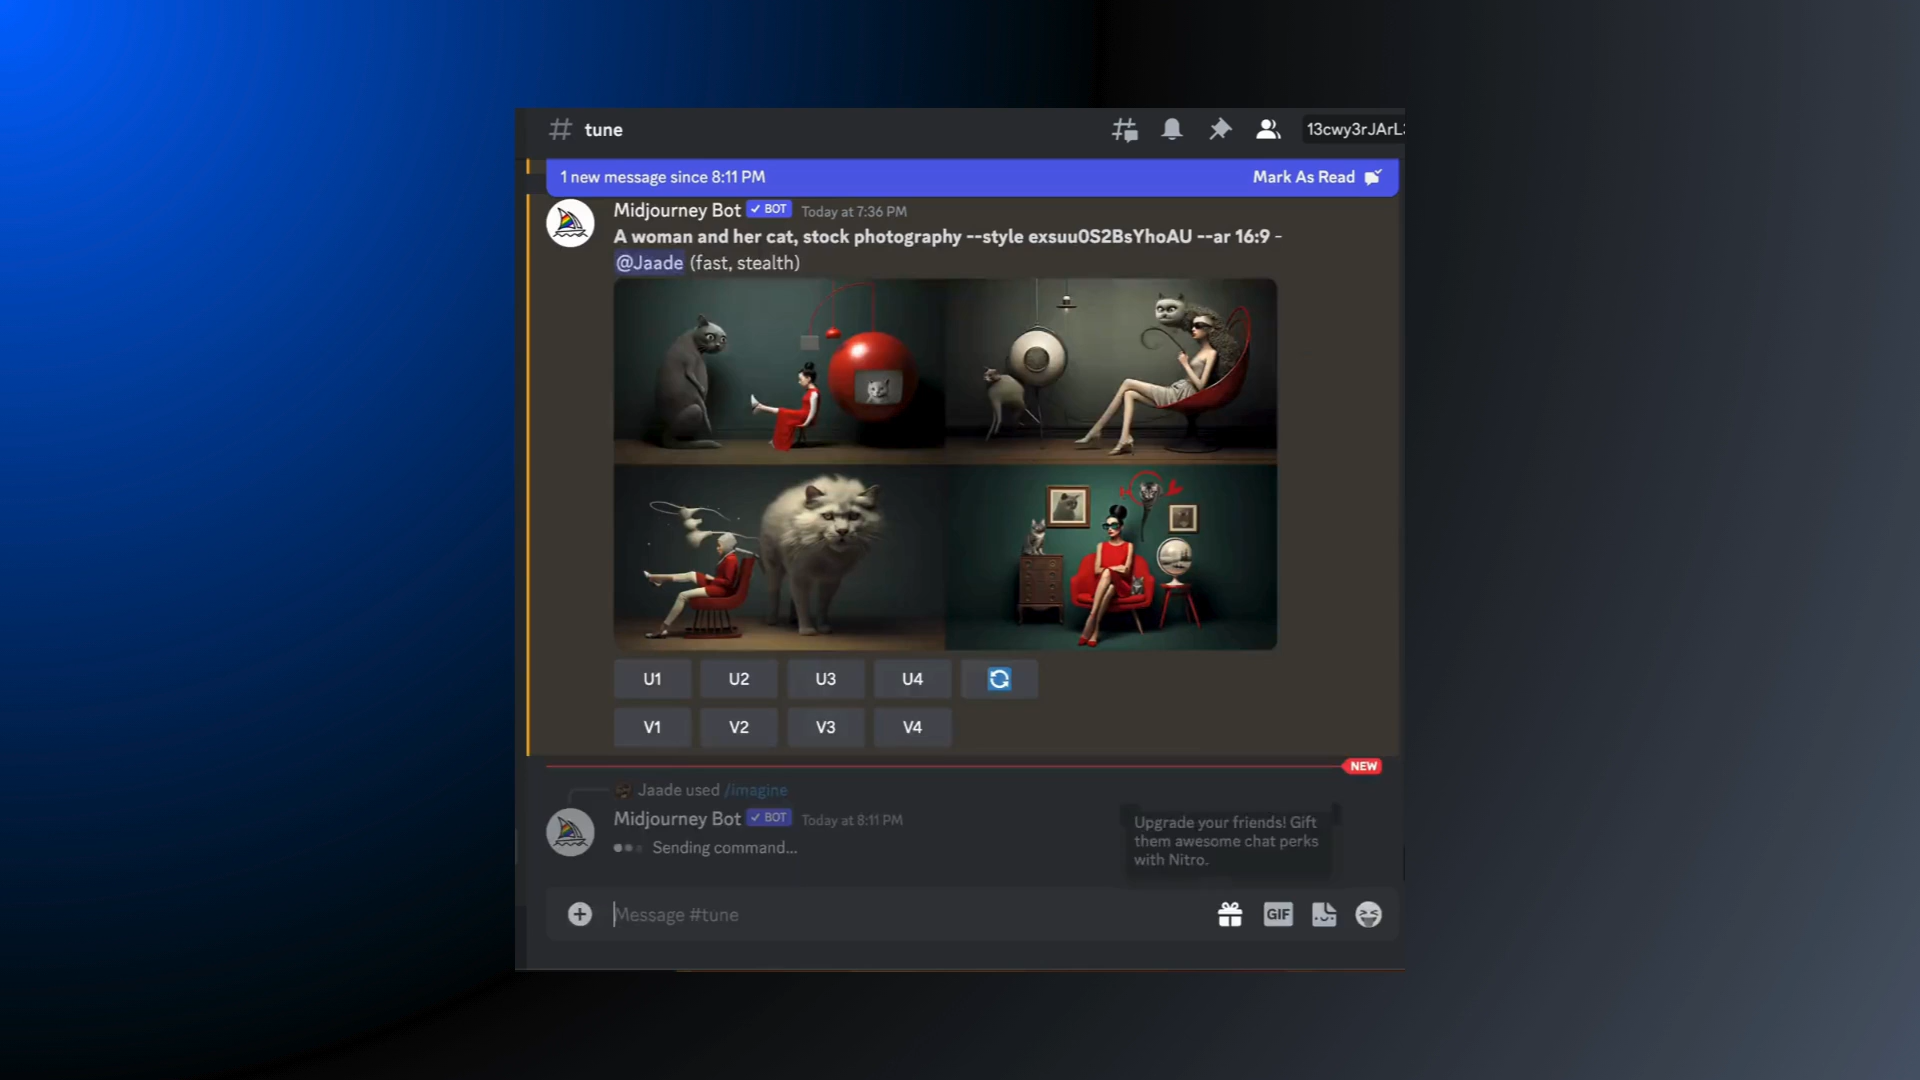 tune
13cwy3rJArL
1 new message since 8:11 PM
Mark As Read
Midjourney Bot ✓ BOT Today at 7:36 PM
A woman and her cat, stock photography --style exsuu0S2BsYhoAU --ar 16:9 -
@Jaade (fast, stealth)
U1 U2 U3 U4
V1 V2 V3 V4
NEW
Jaade used /imagine
Midjourney Bot ✓ BOT Today at 8:11 PM
Sending command...
Upgrade your friends! Gift
them awesome chat perks
with Nitro.
Message #tune
GIF